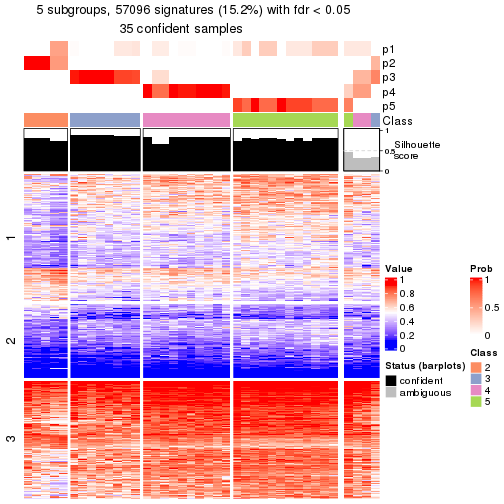 5 subgroups, 57096 signatures (15.2%) with fdr < 0.05
35 confident samples
p1
p2
p3
p4
p5
Class
1
0.5
0
Silhouette
score
1
2
3
Value
1
0.8
0.6
0.4
0.2
0
Status (barplots)
confident
ambiguous
Prob
1
0.5
0
Class
2
3
4
5